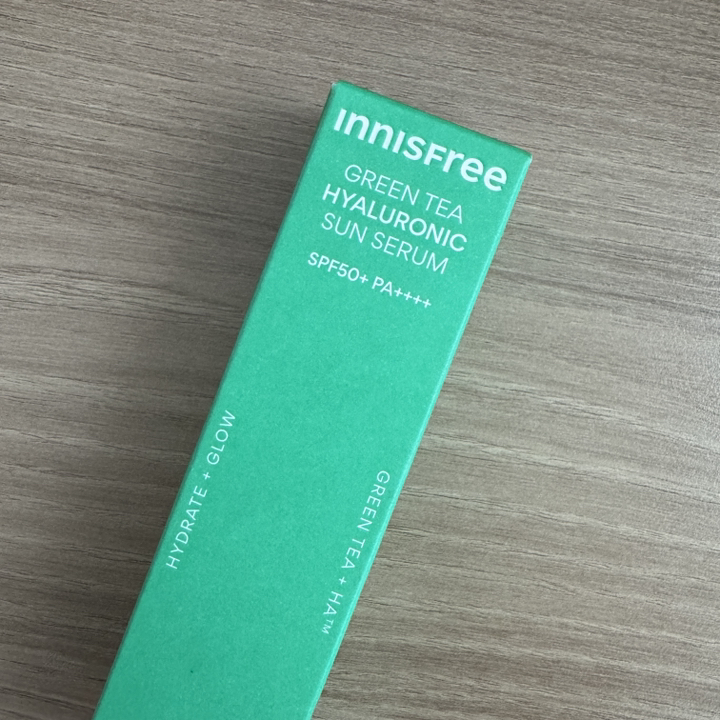 innisfree
GREEN TEA
HYALURONIC
SUN SERUM
SPF50+ PA++++
HYDRATE + GLOW
GREEN TEA + HA™